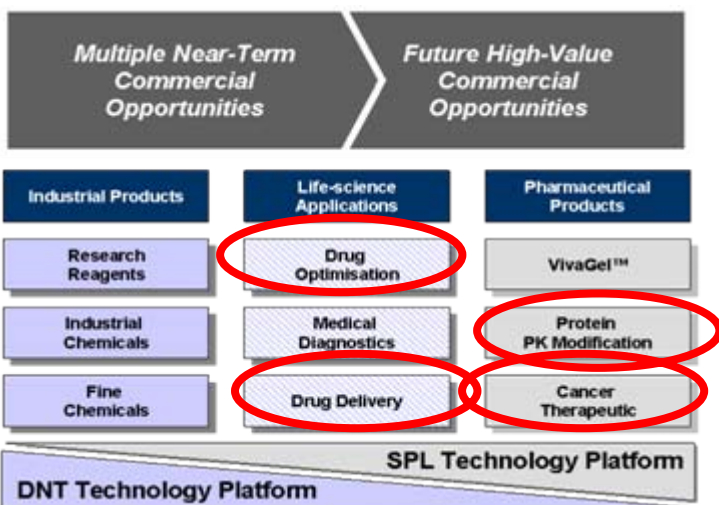 Multiple Near-Term
Commercial
Opportunities
Future High-Value
Commercial
Opportunities
Industrial Products
Life-science
Applications
Pharmaceutical
Products
Research
Reagents
Drug
Optimisation
VivaGel™
Industrial
Chemicals
Medical
Diagnostics
Protein
PK Modification
Fine
Chemicals
Drug Delivery
Cancer
Therapeutic
SPL Technology Platform
DNT Technology Platform